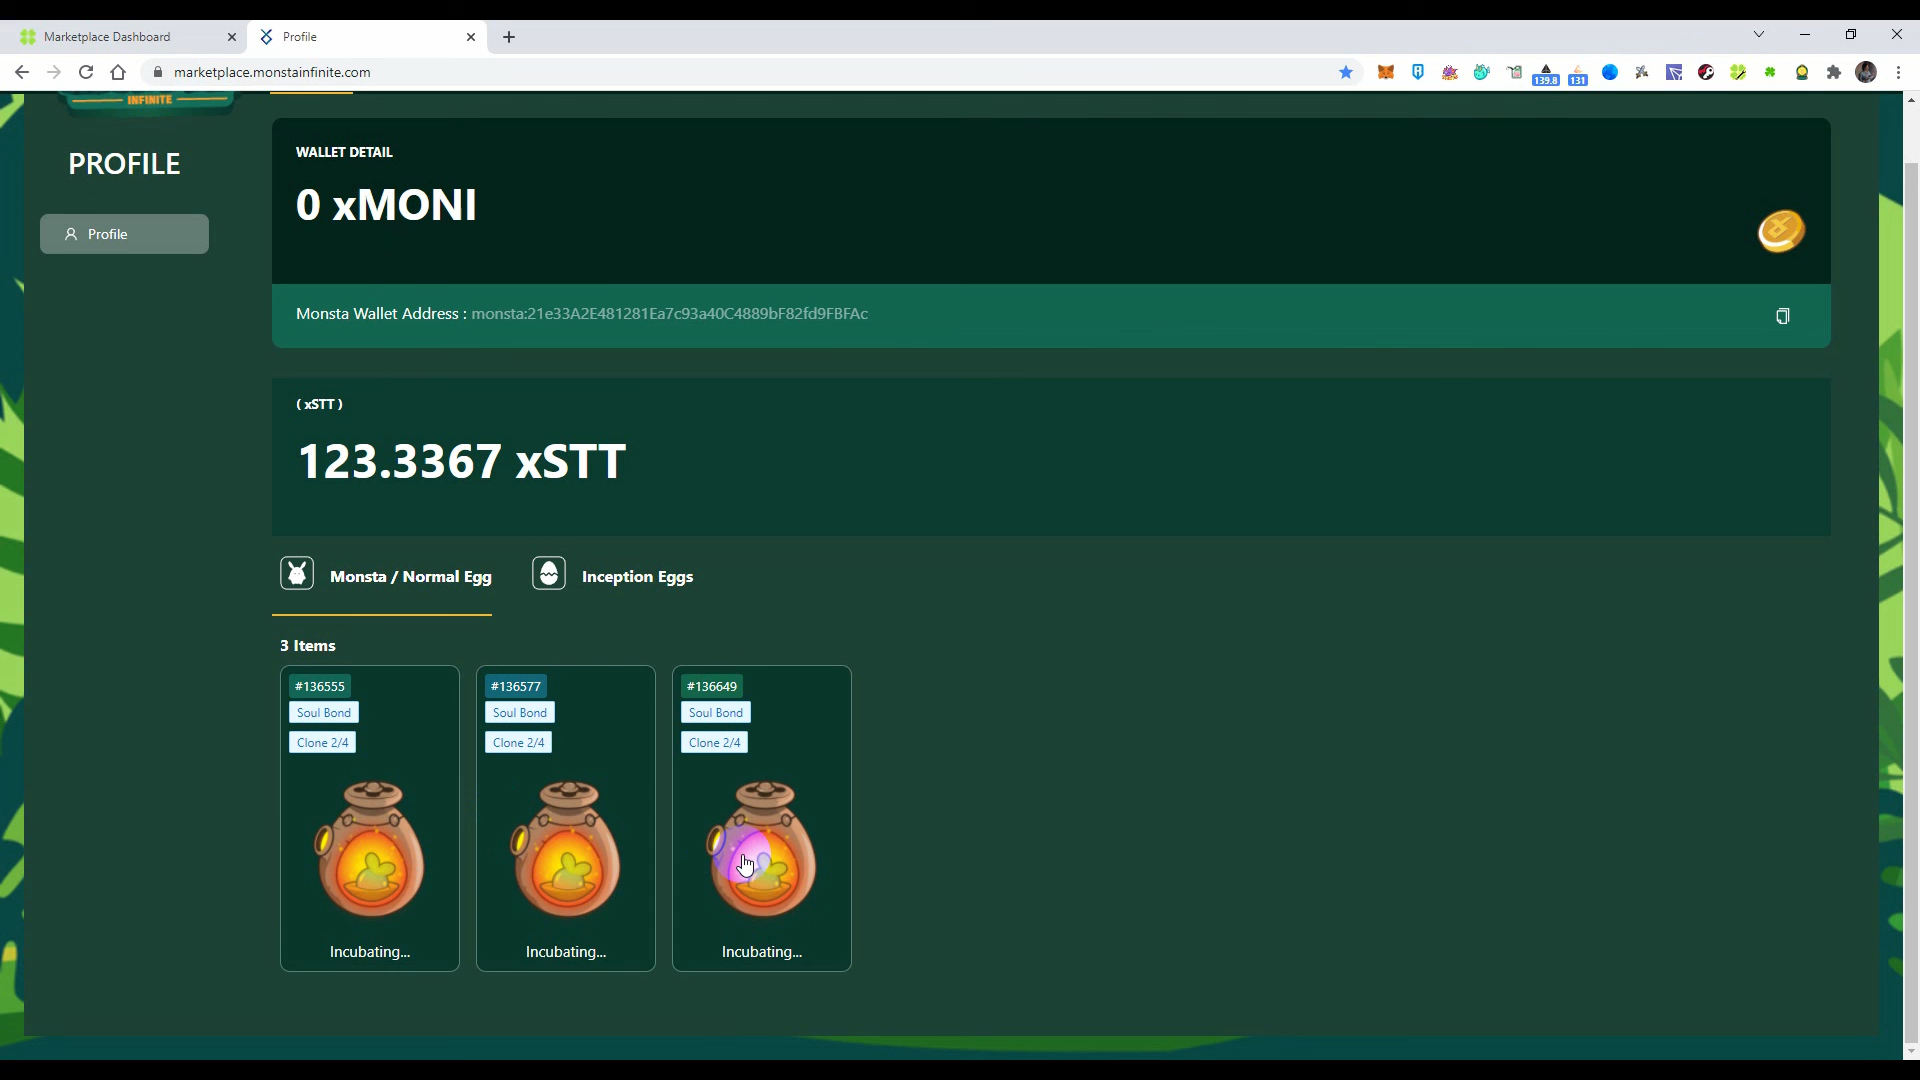 Marketplace Dashboard
Profile
marketplace.monstainfinite.com
139.8
131
INFINITE
PROFILE
Profile
WALLET DETAIL
0 xMONI
Monsta Wallet Address : monsta:21e33A2E481281Ea7c93a40C4889bF82fd9FBFAc
( xSTT )
123.3367 xSTT
Monsta / Normal Egg
Inception Eggs
3 Items
#136555
Soul Bond
Clone 2/4
Incubating...
#136577
Soul Bond
Clone 2/4
Incubating...
#136649
Soul Bond
Clone 2/4
Incubating...